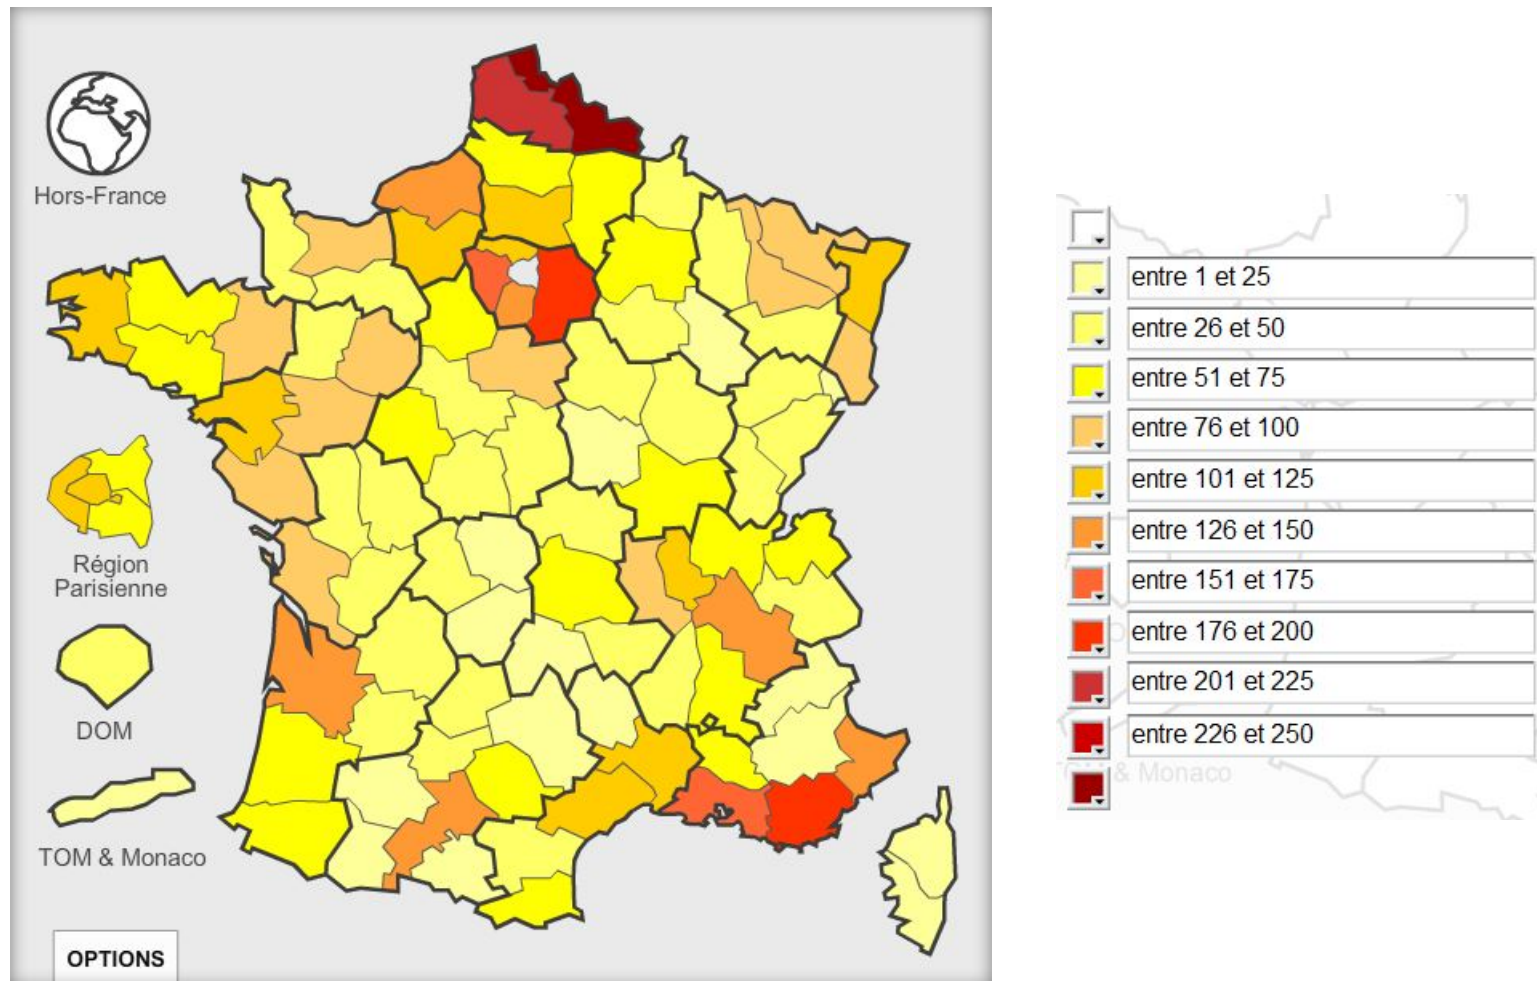 Hors-France
Région
Parisienne
DOM
TOM & Monaco
OPTIONS
entre 1 et 25
entre 26 et 50
entre 51 et 75
entre 76 et 100
entre 101 et 125
entre 126 et 150
entre 151 et 175
entre 176 et 200
entre 201 et 225
entre 226 et 250
& Monaco